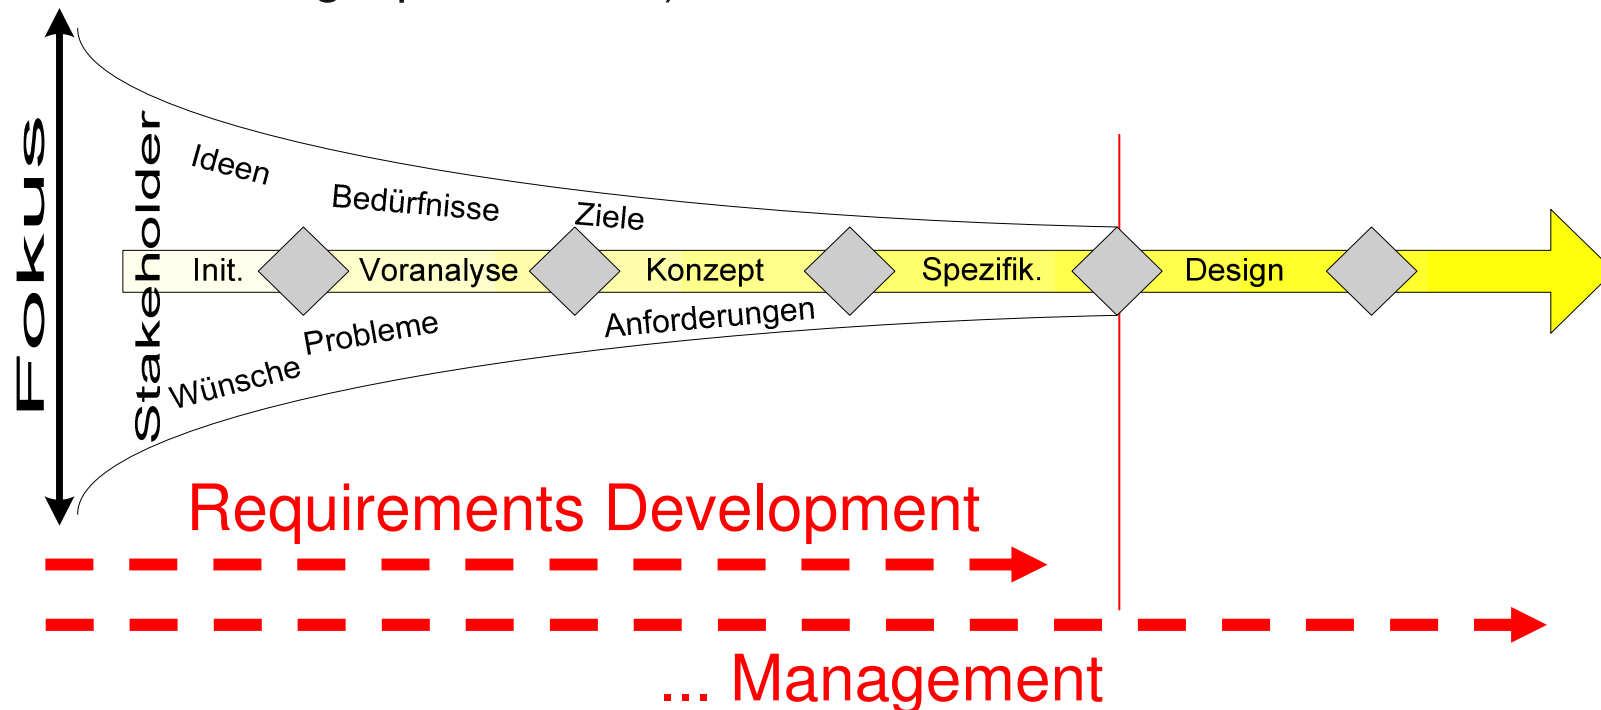 Fokus
Stakeholder
Ideen
Bedürfnisse
Ziele
Init.
Voranalyse
Konzept
Spezifik.
Design
Probleme
Anforderungen
Wünsche
Requirements Development
... Management